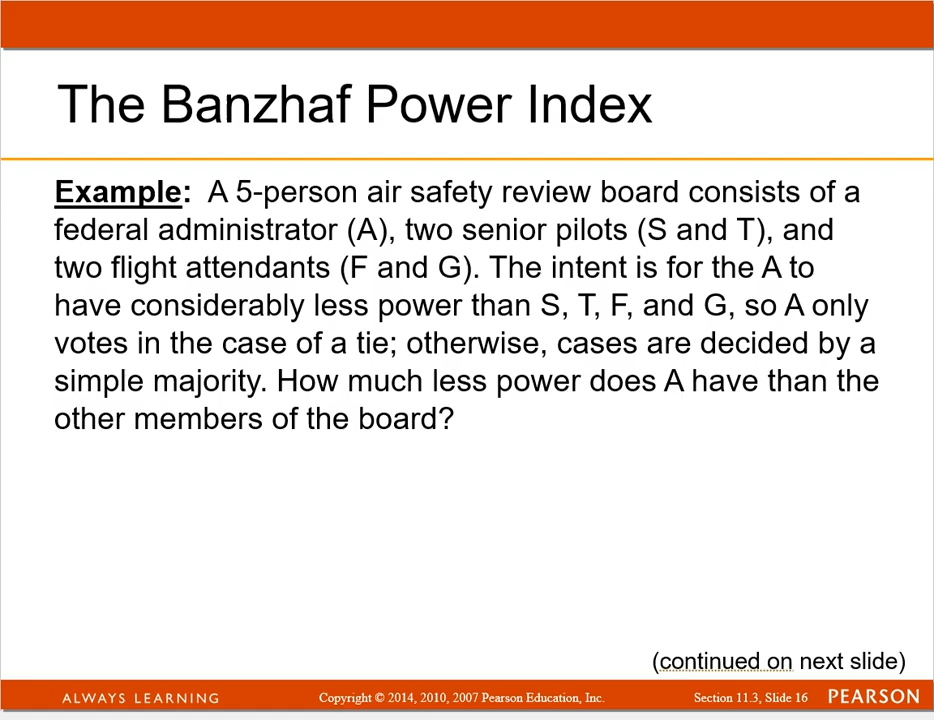 The Banzhaf Power Index
Example: A 5-person air safety review board consists of a
federal administrator (A), two senior pilots (S and T), and
two flight attendants (F and G). The intent is for the A to
have considerably less power than S, T, F, and G, so A only
votes in the case of a tie; otherwise, cases are decided by a
simple majority. How much less power does A have than the
other members of the board?
(continued on next slide)
ALWAYS LEARNING
Copyright © 2014, 2010, 2007 Pearson Education, Inc.
Section 11.3, Slide 16
PEARSON